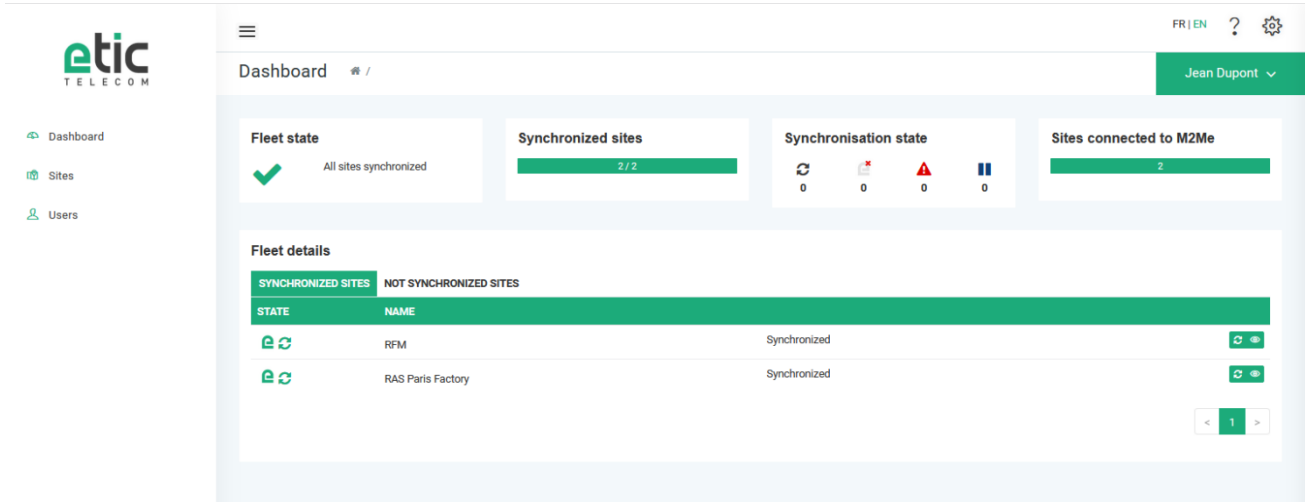 etic
TELECOM
FR | EN ?
Dashboard /
Jean Dupont
Dashboard
Sites
Users
Fleet state
All sites synchronized
Synchronized sites
2 / 2
Synchronisation state
0 0 0 0
Sites connected to M2Me
2
Fleet details
SYNCHRONIZED SITES NOT SYNCHRONIZED SITES
STATE NAME
RFM Synchronized
RAS Paris Factory Synchronized
< 1 >